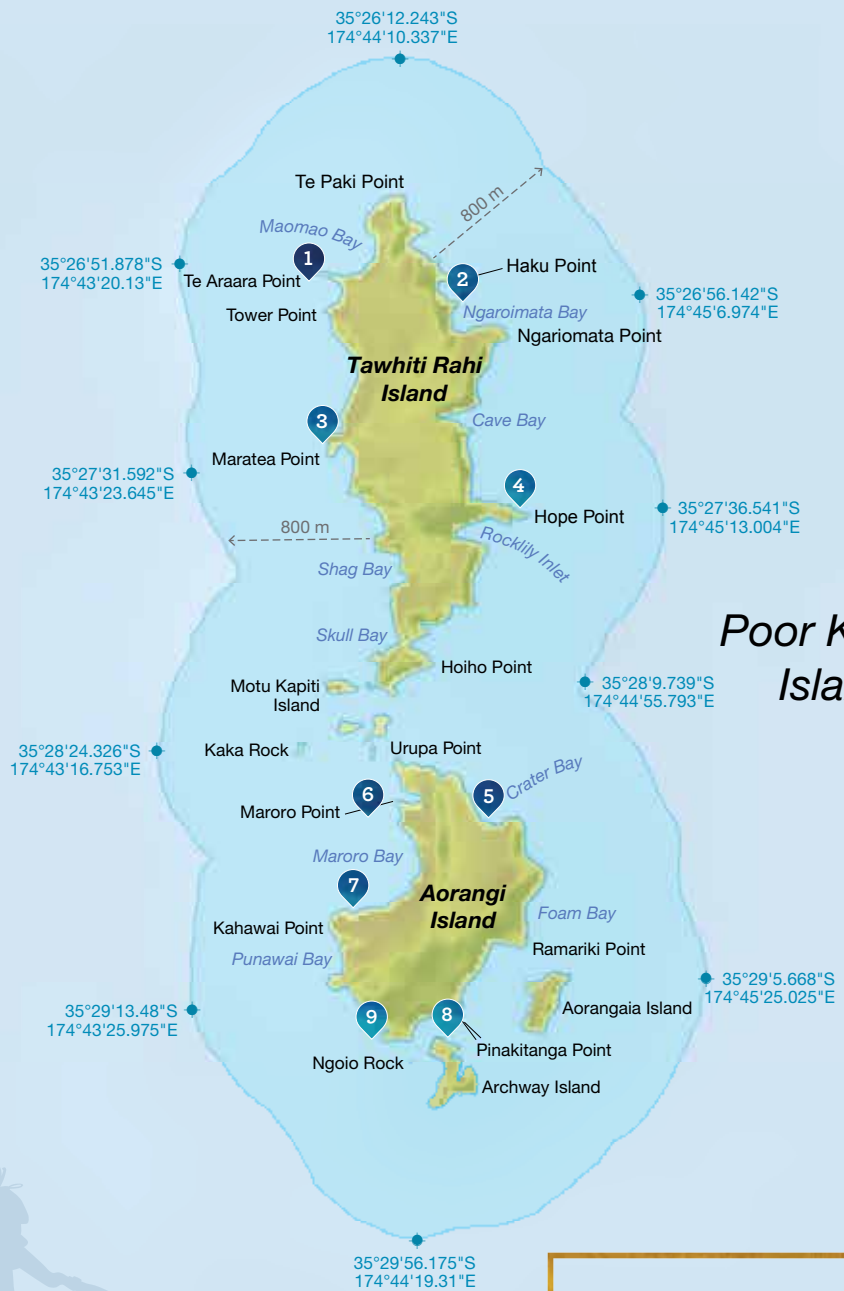 35°26'12.243"S
174°44'10.337"E
Te Paki Point
800 m
Maomao Bay
35°26'51.878"S
174°43'20.13"E
1
Te Araara Point
Haku Point
2
35°26'56.142"S
174°45'6.974"E
Tower Point
Ngaroimata Bay
Ngariomata Point
Tawhiti Rahi
Island
3
Cave Bay
Maratea Point
35°27'31.592"S
174°43'23.645"E
4
Hope Point
35°27'36.541"S
174°45'13.004"E
800 m
Rocklily Inlet
Shag Bay
Poor K
Isla
Skull Bay
Hoiho Point
Motu Kapiti
Island
35°28'9.739"S
174°44'55.793"E
35°28'24.326"S
174°43'16.753"E
Kaka Rock
Urupa Point
6
5
Crater Bay
Maroro Point
Maroro Bay
7
Aorangi
Island
Kahawai Point
Foam Bay
Punawai Bay
Ramariki Point
35°29'5.668"S
174°45'25.025"E
35°29'13.48"S
174°43'25.975"E
9
8
Aorangaia Island
Ngoio Rock
Pinakitanga Point
Archway Island
35°29'56.175"S
174°44'19.31"E